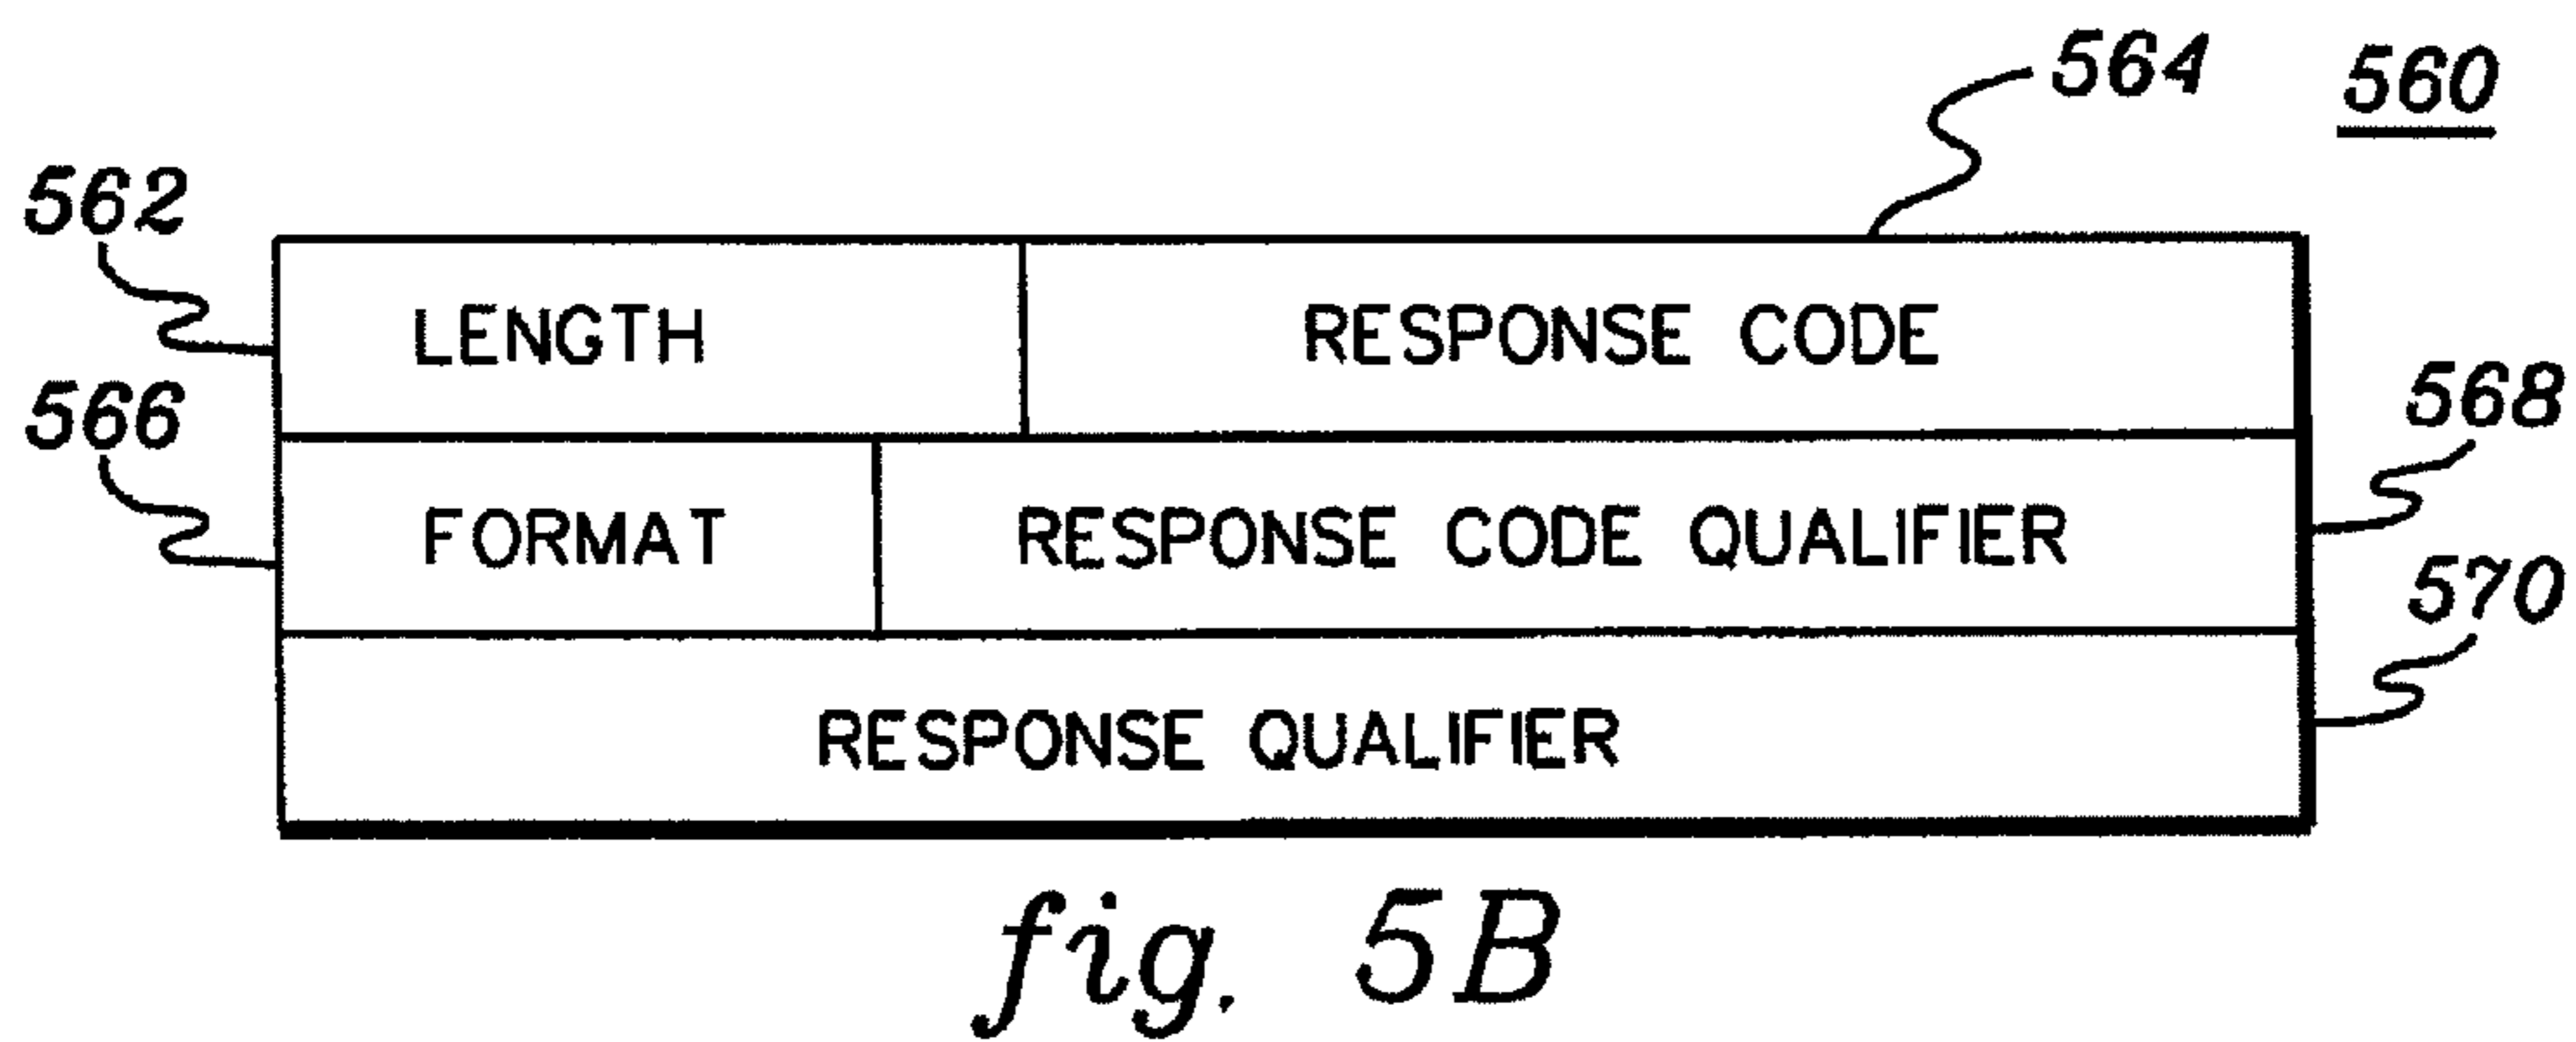 564 560
562
LENGTH RESPONSE CODE
566 568
FORMAT RESPONSE CODE QUALIFIER
570
RESPONSE QUALIFIER
fig. 5B